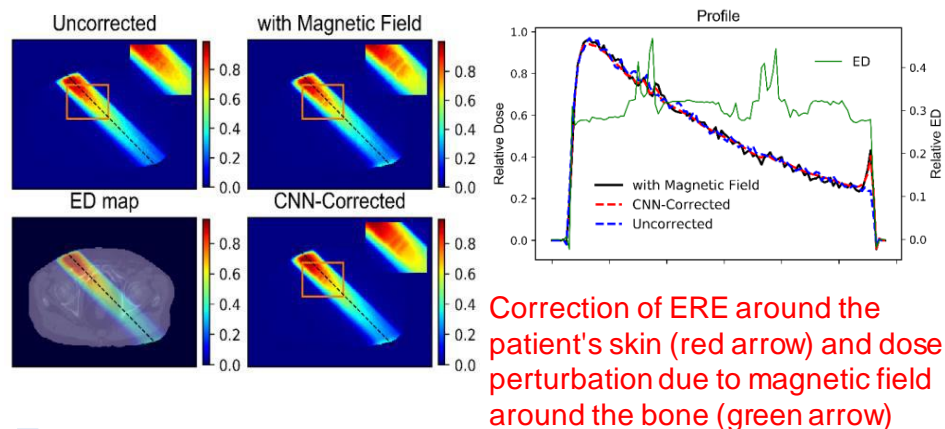 Uncorrected
with Magnetic Field
0.8
0.6
0.4
0.2
0.0
0.8
0.6
0.4
0.2
0.0
ED map
CNN-Corrected
0.8
0.6
0.4
0.2
0.0
0.8
0.6
0.4
0.2
0.0
Profile
1.0
0.8
0.6
0.4
0.2
0.0
Relative Dose
ED
with Magnetic Field
CNN-Corrected
Uncorrected
0.4
0.3
0.2
0.1
0.0
Relative ED
Correction of ERE around the
patient's skin (red arrow) and dose
perturbation due to magnetic field
around the bone (green arrow)